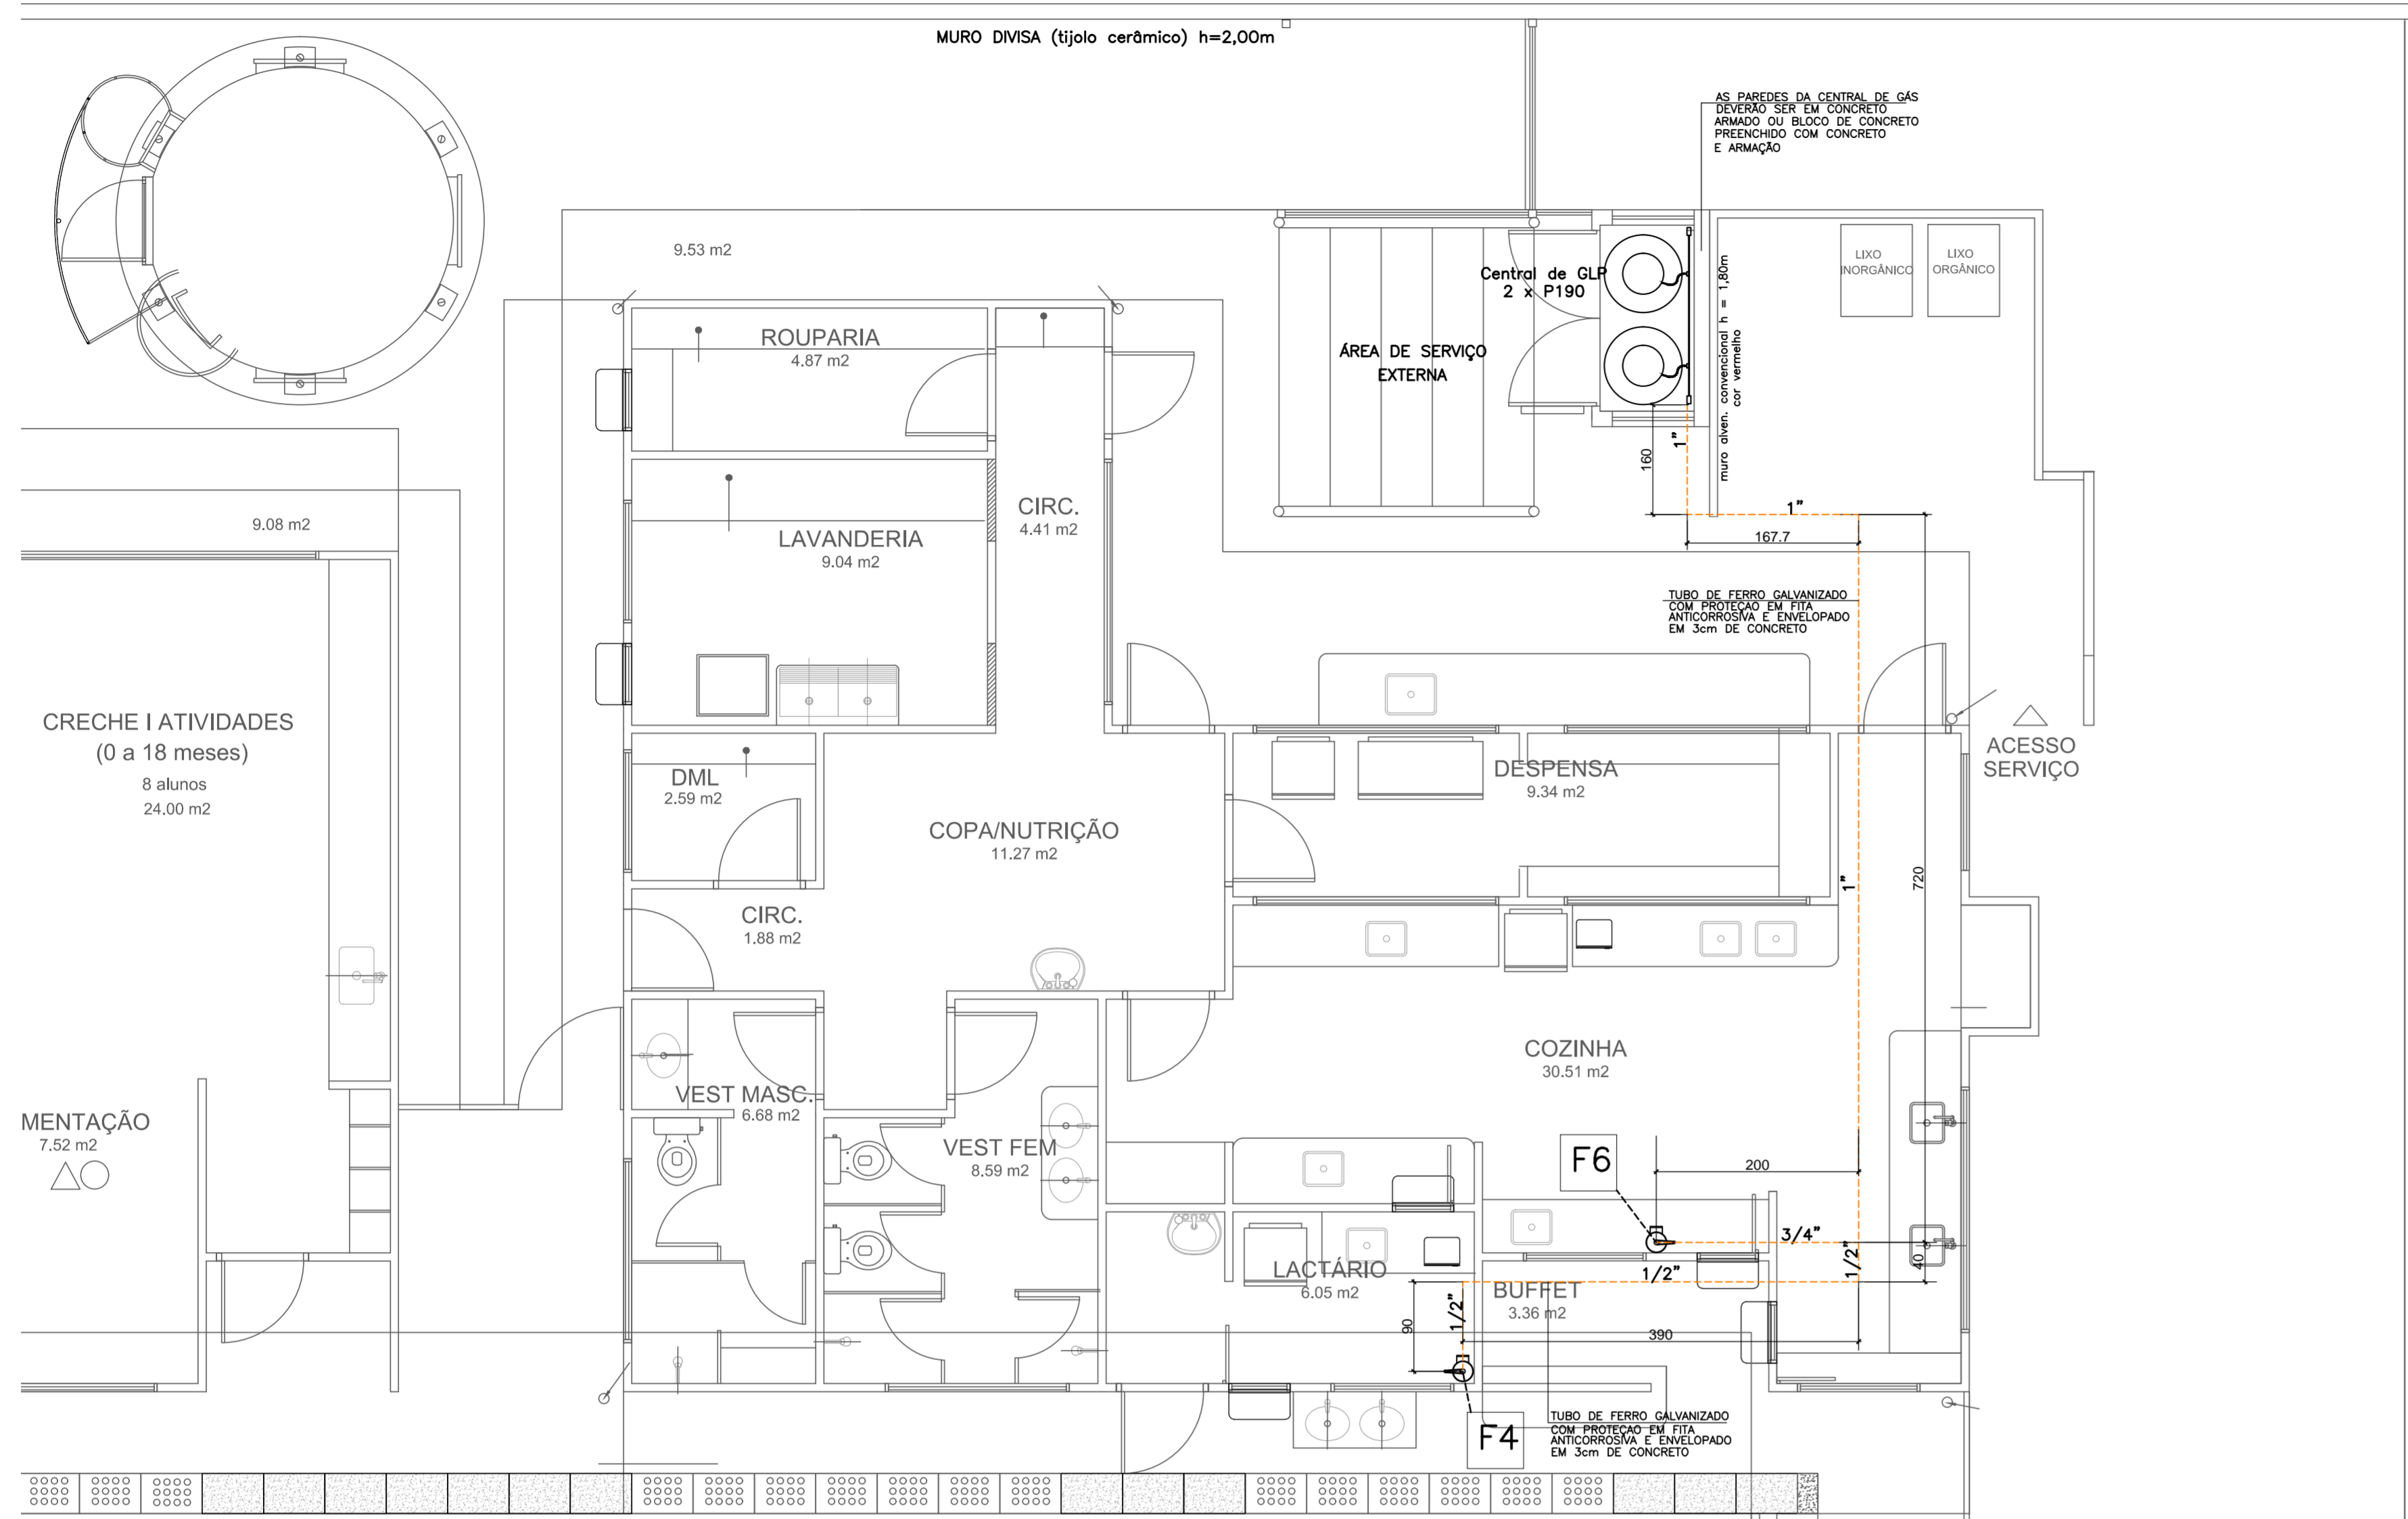 MURO DIVISA (tijolo cerâmico) h=2,00m
AS PAREDES DA CENTRAL DE GÁS
DEVERÃO SER EM CONCRETO
ARMADO OU BLOCO DE CONCRETO
PREENCHIDO COM CONCRETO
E ARMAÇÃO
9.53 m2
Central de GLP
2 x P190
LIXO
INORGÂNICO
LIXO
ORGÂNICO
muro alven. convencional h = 1,80m
cor vermelho
ROUPARIA
4.87 m2
ÁREA DE SERVIÇO
EXTERNA
1"
160
CIRC.
4.41 m2
1"
167.7
9.08 m2
LAVANDERIA
9.04 m2
TUBO DE FERRO GALVANIZADO
COM PROTEÇAO EM FITA
ANTICORROSÍVA E ENVELOPADO
EM 3cm DE CONCRETO
CRECHE I ATIVIDADES
(0 a 18 meses)
8 alunos
24.00 m2
ACESSO
SERVIÇO
DML
2.59 m2
DESPENSA
9.34 m2
COPA/NUTRIÇÃO
11.27 m2
1"
720
CIRC.
1.88 m2
COZINHA
30.51 m2
VEST MASC.
6.68 m2
MENTAÇÃO
7.52 m2
VEST FEM
8.59 m2
F6
200
3/4"
1/2"
40
LACTÁRIO
6.05 m2
1/2"
BUFFET
3.36 m2
1/2"
90
390
F4
TUBO DE FERRO GALVANIZADO
COM PROTEÇAO EM FITA
ANTICORROSÍVA E ENVELOPADO
EM 3cm DE CONCRETO